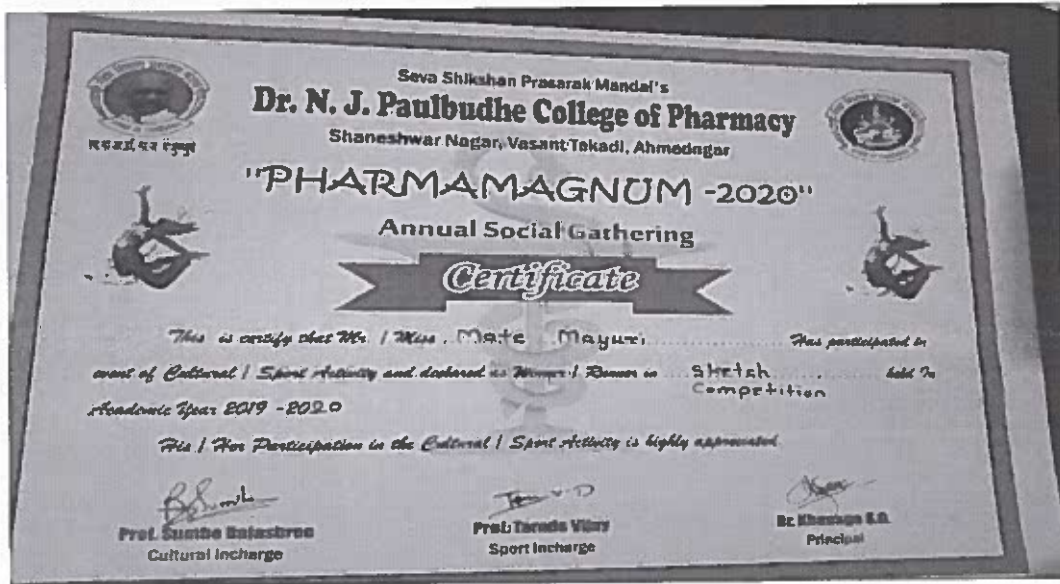 Seva Shikshan Prasarak Mandal's
Dr. N. J. Paulbudhe College of Pharmacy
Shaneshwar Nagar, Vasant Tekadi, Ahmednagar
"PHARMAMAGNUM -2020"
Annual Social Gathering
Certificate
This is certify that Mr / Miss. Mate Mayuri Has participated in
event of Cultural / Sport Activity and declared as Winner / Runner in Sketch held In
Competition
Academic Year 2019 -2020
His / Her Participation in the Cultural / Sport Activity is highly appreciated.
Prof. Sumbe Rajashree
Prof. Tarade Vijay
Principal
Cultural Incharge
Sport Incharge